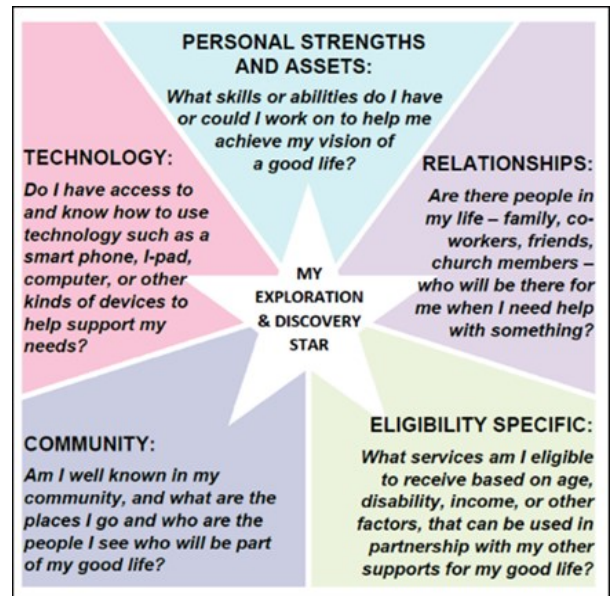 PERSONAL STRENGTHS
AND ASSETS:
What skills or abilities do I have
or could I work on to help me
achieve my vision of
a good life?
TECHNOLOGY:
Do I have access to
and know how to use
technology such as a
smart phone, I-pad,
computer, or other
kinds of devices to
help support my
needs?
RELATIONSHIPS:
Are there people in
my life – family, co-
workers, friends,
church members –
who will be there for
me when I need help
with something?
MY
EXPLORATION
& DISCOVERY
STAR
COMMUNITY:
Am I well known in my
community, and what are the
places I go and who are the
people I see who will be part
of my good life?
ELIGIBILITY SPECIFIC:
What services am I eligible
to receive based on age,
disability, income, or other
factors, that can be used in
partnership with my other
supports for my good life?